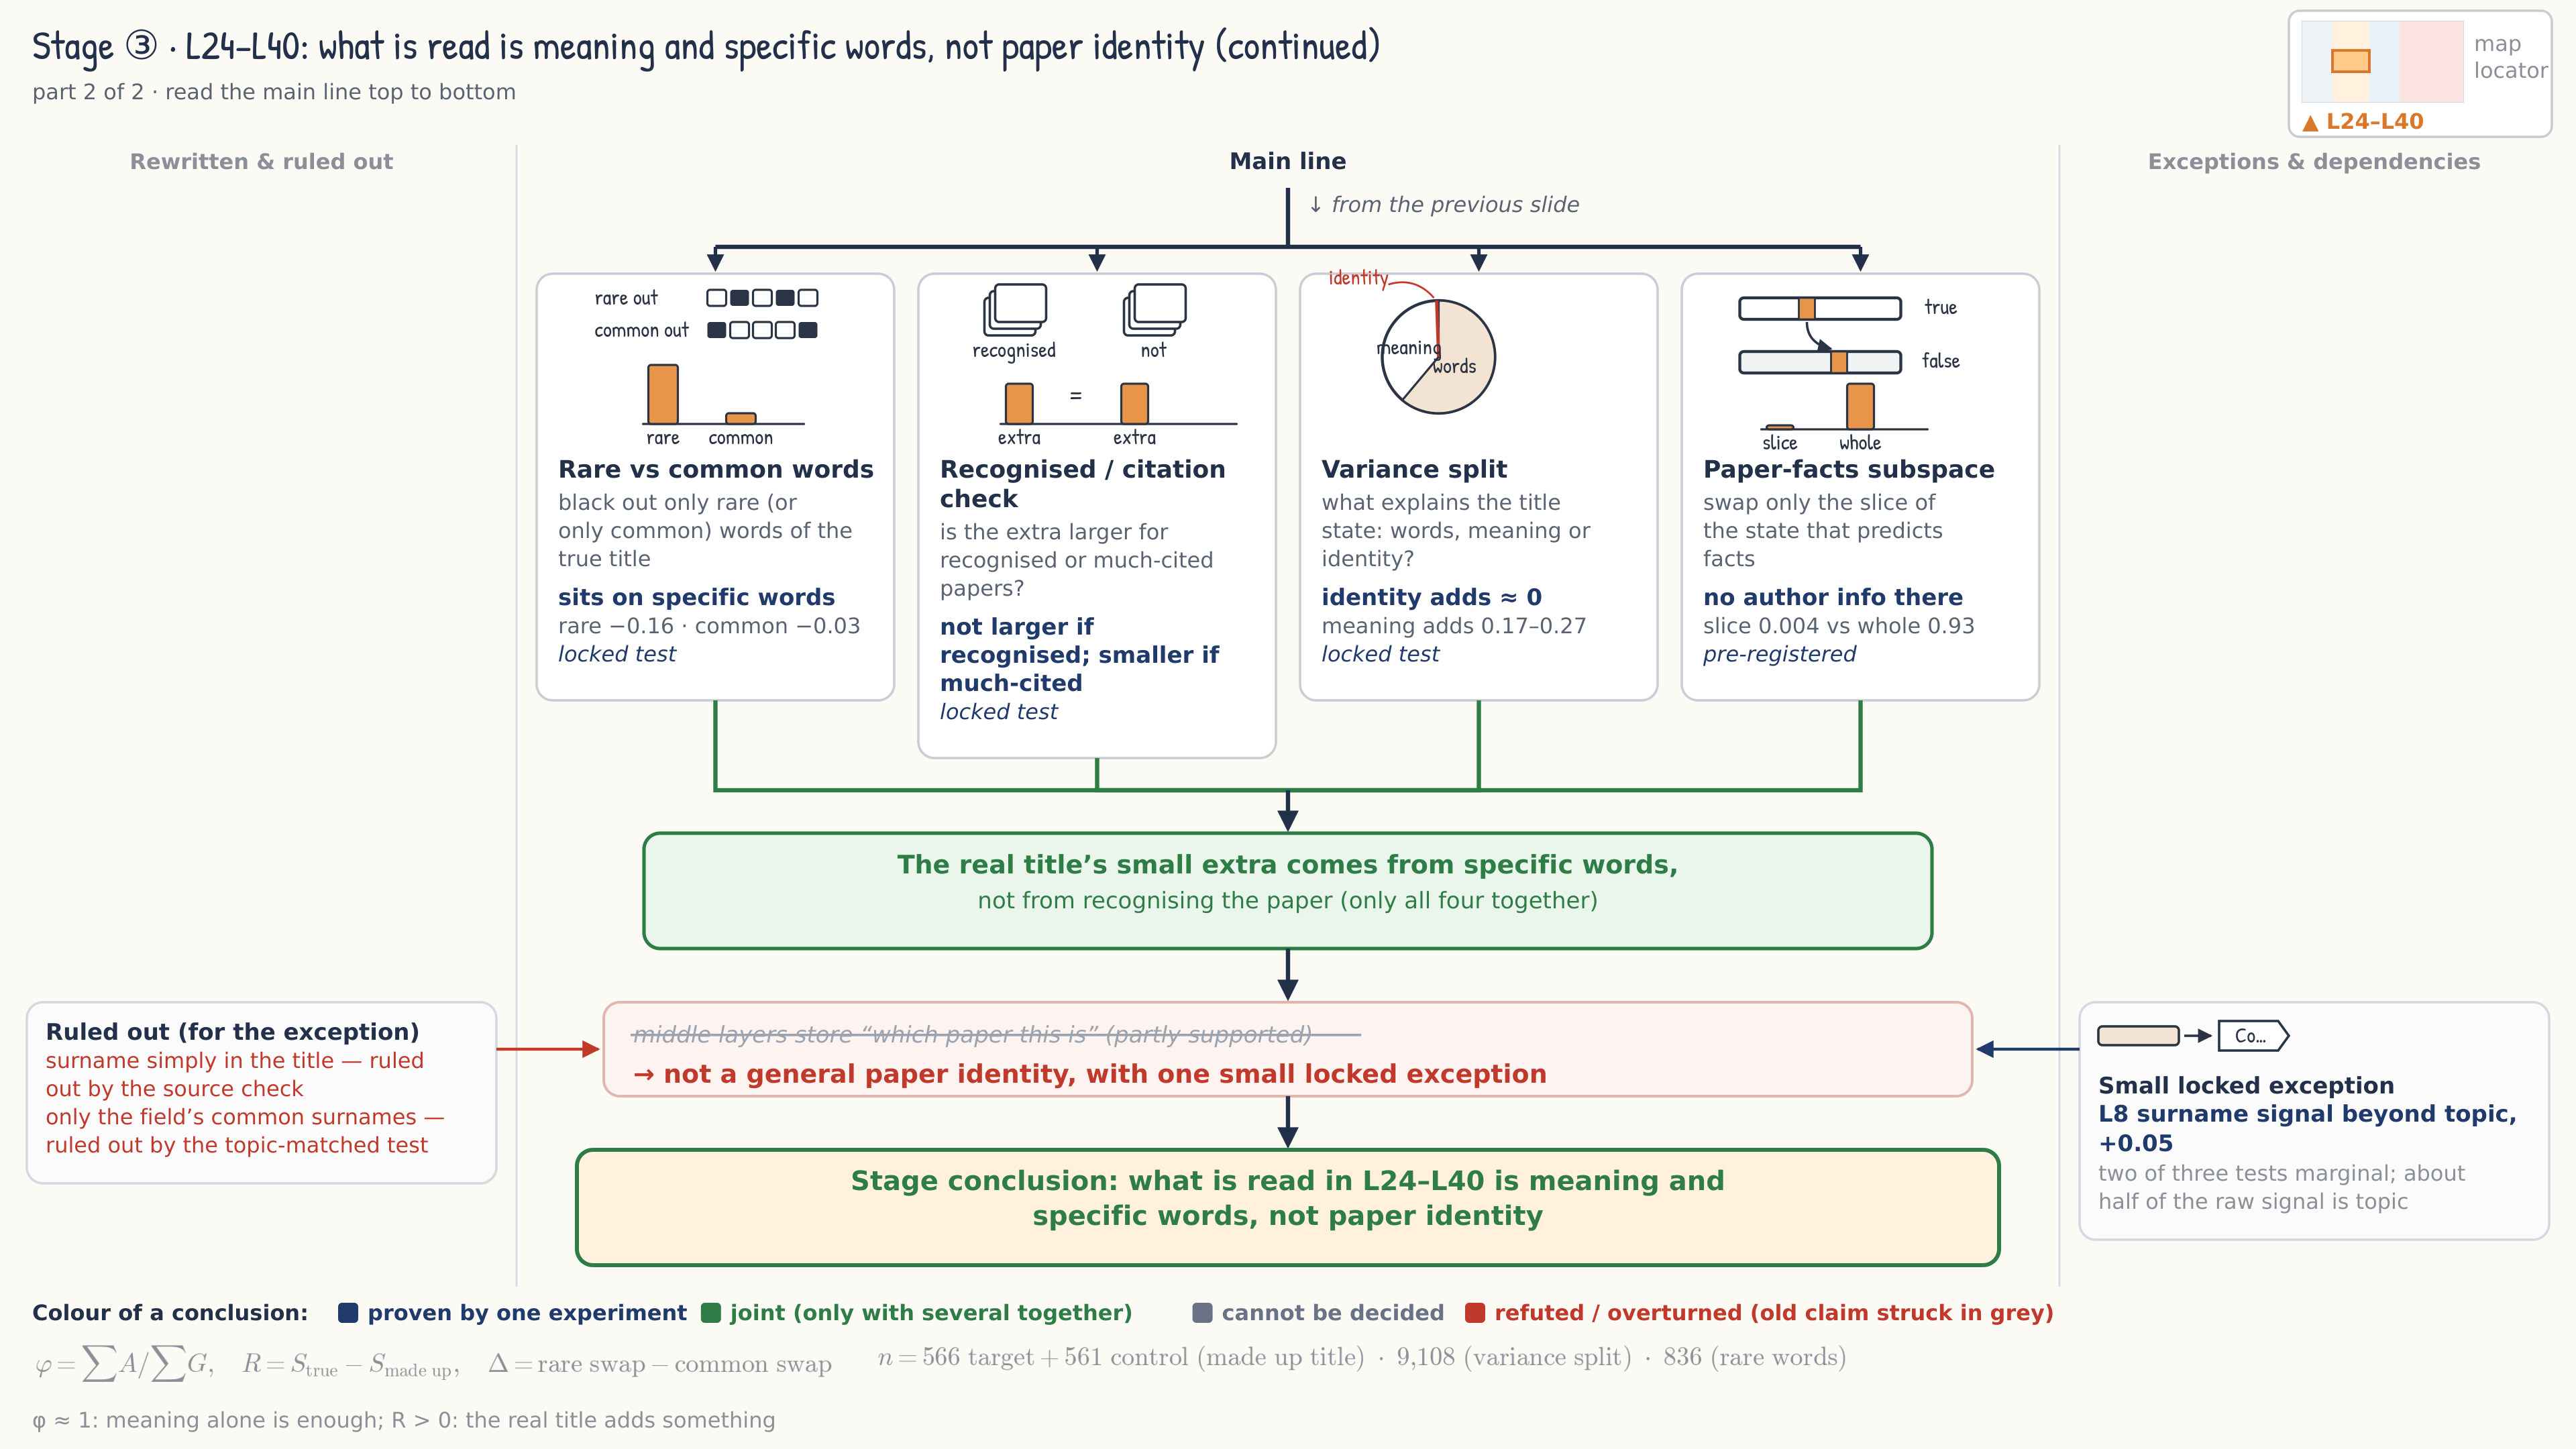 Stage ③ · L24–L40: what is read is meaning and specific words, not paper identity (continued)
part 2 of 2 · read the main line top to bottom
map
locator
▲ L24–L40
Rewritten & ruled out
Main line
Exceptions & dependencies
↓ from the previous slide
rare out
common out
rare common
Rare vs common words
black out only rare (or
only common) words of the
true title
sits on specific words
rare −0.16 · common −0.03
locked test
recognised not
=
extra extra
Recognised / citation
check
is the extra larger for
recognised or much-cited
papers?
not larger if
recognised; smaller if
much-cited
locked test
identity
meaning
words
Variance split
what explains the title
state: words, meaning or
identity?
identity adds ≈ 0
meaning adds 0.17–0.27
locked test
true
false
slice whole
Paper-facts subspace
swap only the slice of
the state that predicts
facts
no author info there
slice 0.004 vs whole 0.93
pre-registered
The real title’s small extra comes from specific words,
not from recognising the paper (only all four together)
Ruled out (for the exception)
surname simply in the title — ruled
out by the source check
only the field’s common surnames —
ruled out by the topic-matched test
middle layers store “which paper this is” (partly supported)
→ not a general paper identity, with one small locked exception
Co...
Small locked exception
L8 surname signal beyond topic,
+0.05
two of three tests marginal; about
half of the raw signal is topic
Stage conclusion: what is read in L24–L40 is meaning and
specific words, not paper identity
Colour of a conclusion: proven by one experiment joint (only with several together) cannot be decided refuted / overturned (old claim struck in grey)
φ = ∑A/∑G, R = S_true − S_made up, Δ = rare swap − common swap n = 566 target + 561 control (made up title) · 9,108 (variance split) · 836 (rare words)
φ ≈ 1: meaning alone is enough; R > 0: the real title adds something